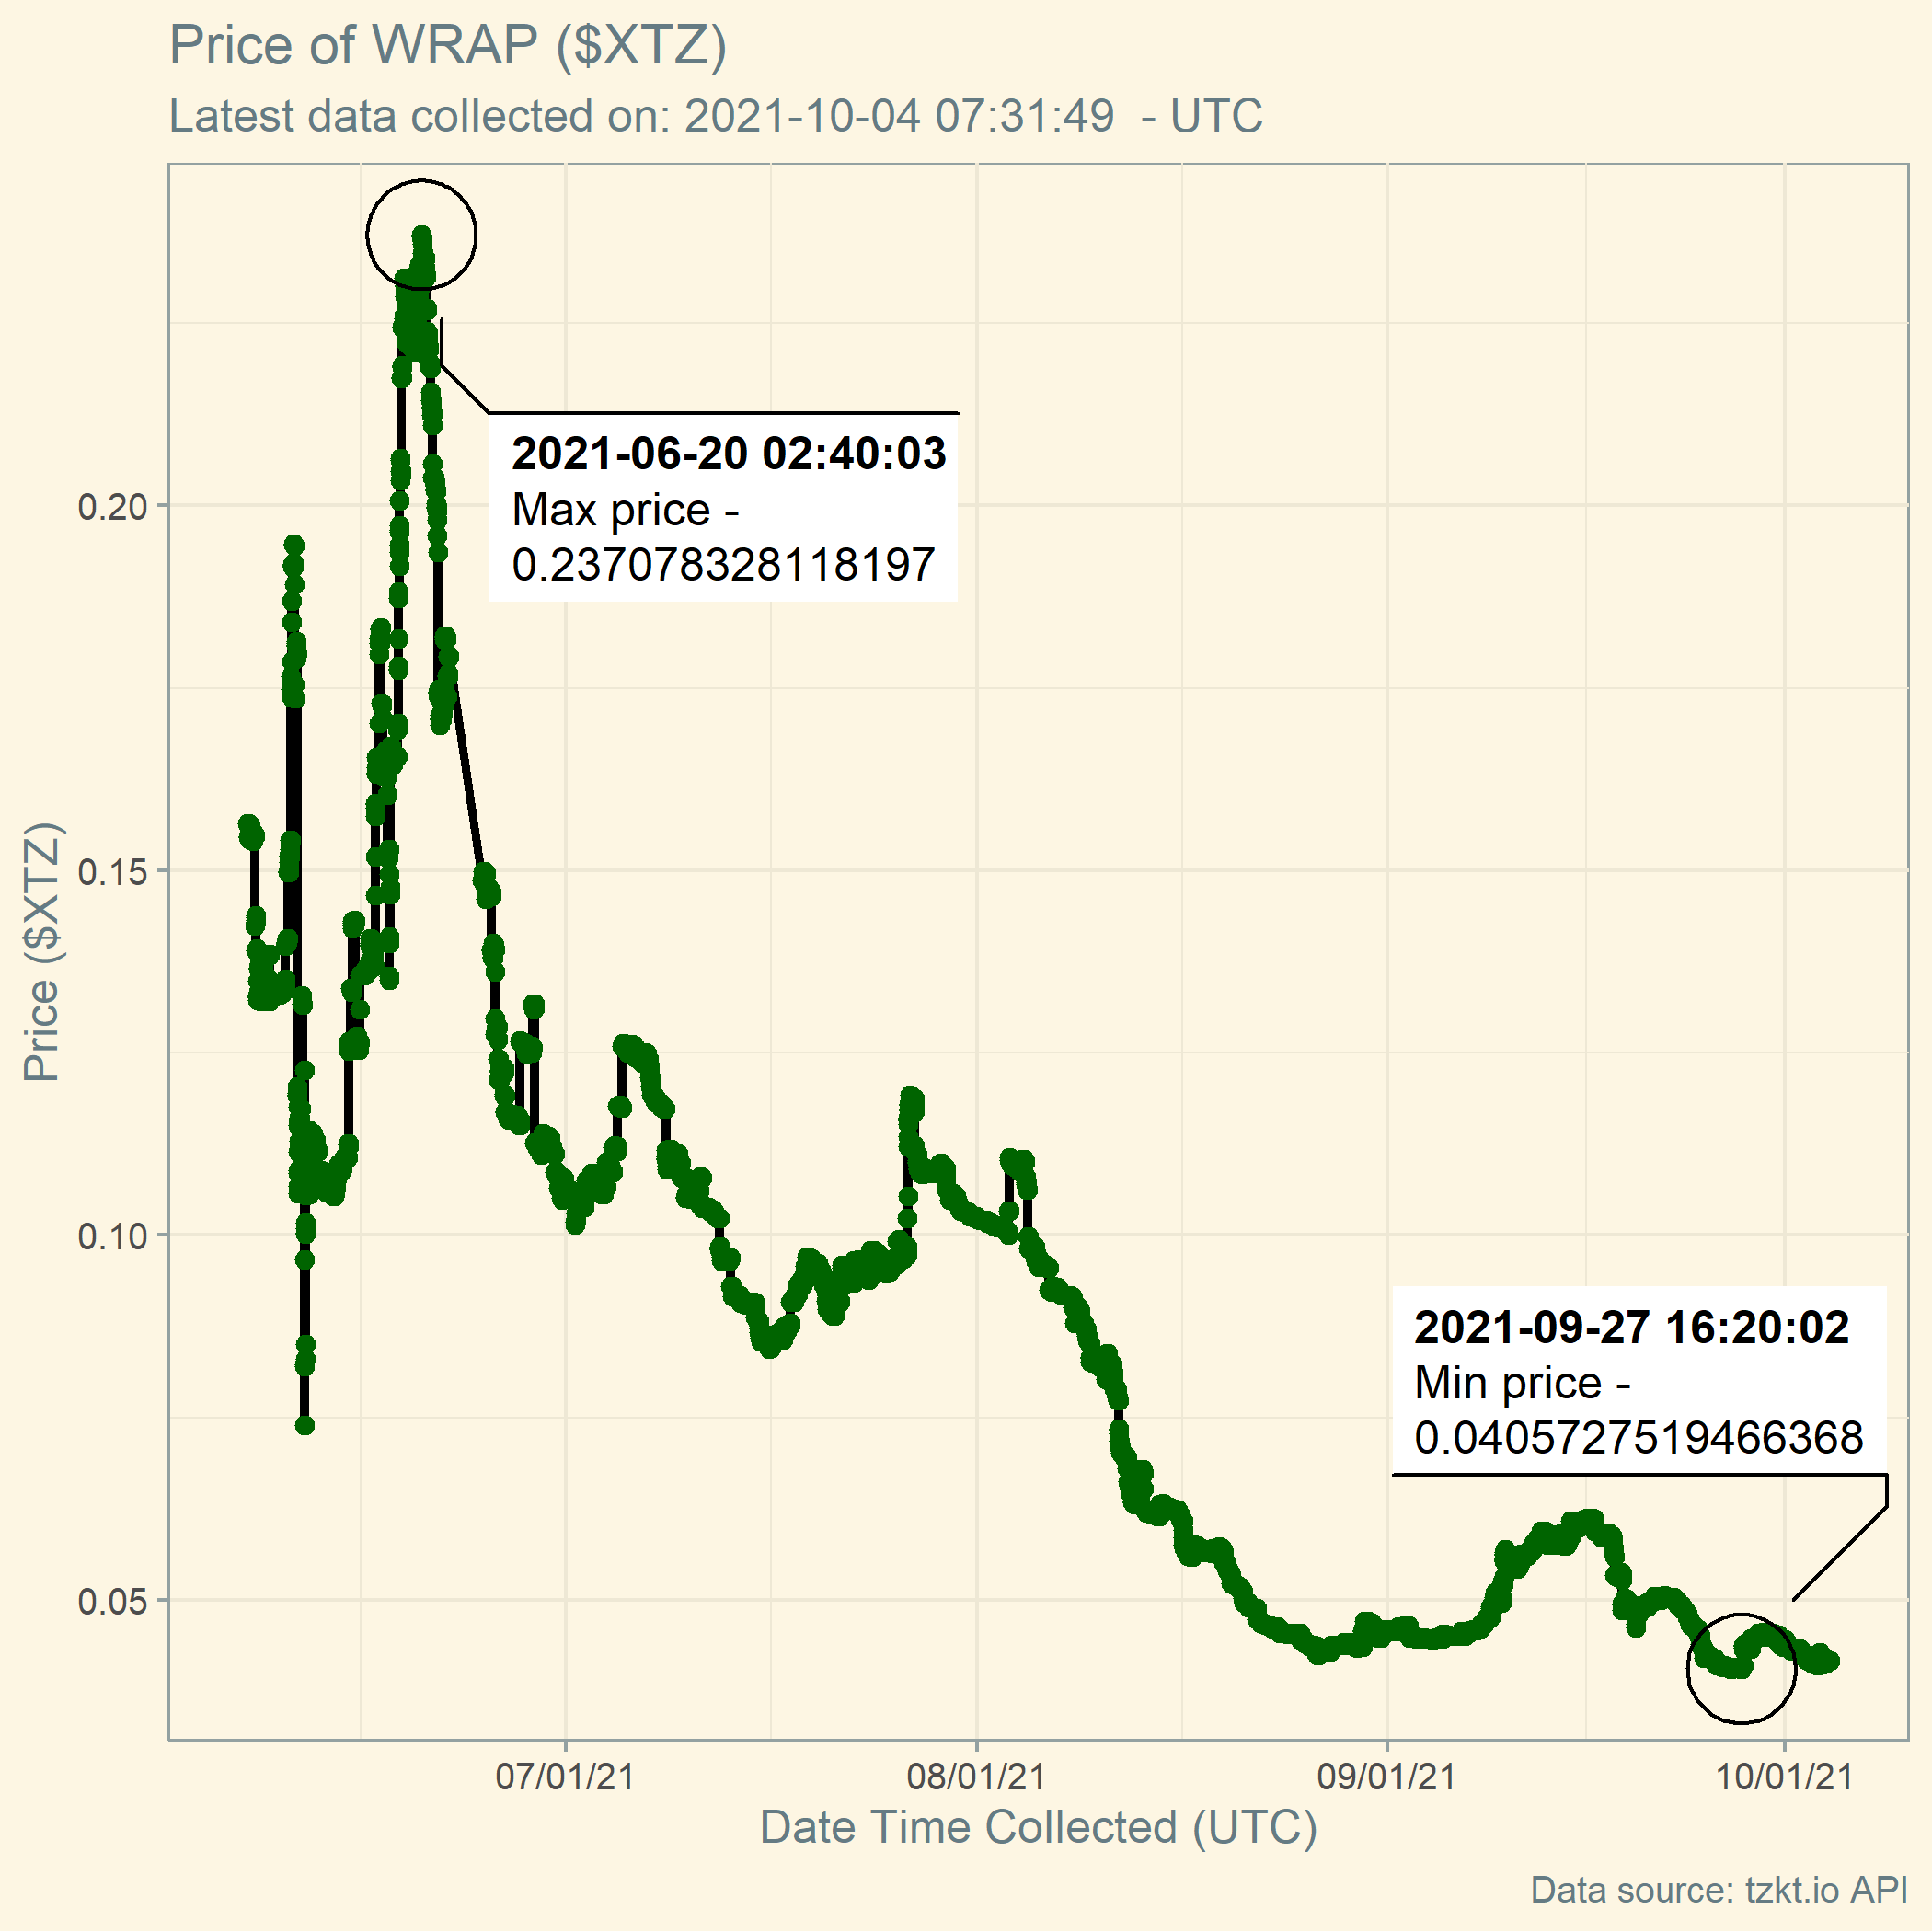 Price of WRAP ($XTZ)
Latest data collected on: 2021-10-04 07:31:49  - UTC
2021-06-20 02:40:03
Max price -
0.237078328118197
0.20
0.15
0.10
0.05
Price ($XTZ)
2021-09-27 16:20:02
Min price -
0.0405727519466368
07/01/21
08/01/21
09/01/21
10/01/21
Date Time Collected (UTC)
Data source: tzkt.io API